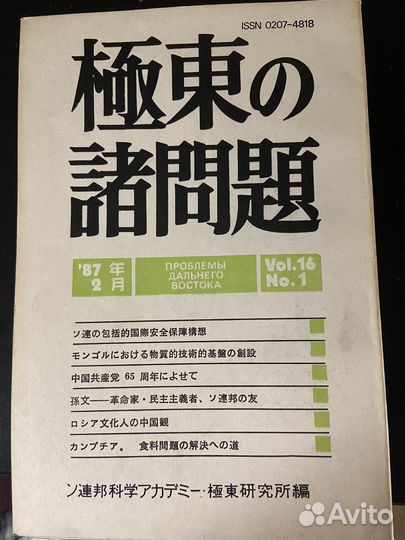 ISSN 0207-4818
極東の
諸問題
'87年
2月
ПРОБЛЕМЫ
ДАЛЬНЕГО
ВОСТОКА
Vol.16
No.1
ソ連の包括的国際安全保障構想
モンゴルにおける物質的技術的基盤の創設
中国共産党 65 周年によせて
孫文——革命家・民主主義者、ソ連邦の友
ロシア文化人の中国観
カンプチア。 食料問題の解決への道
ソ連邦科学アカデミー・極東研究所編
Avito